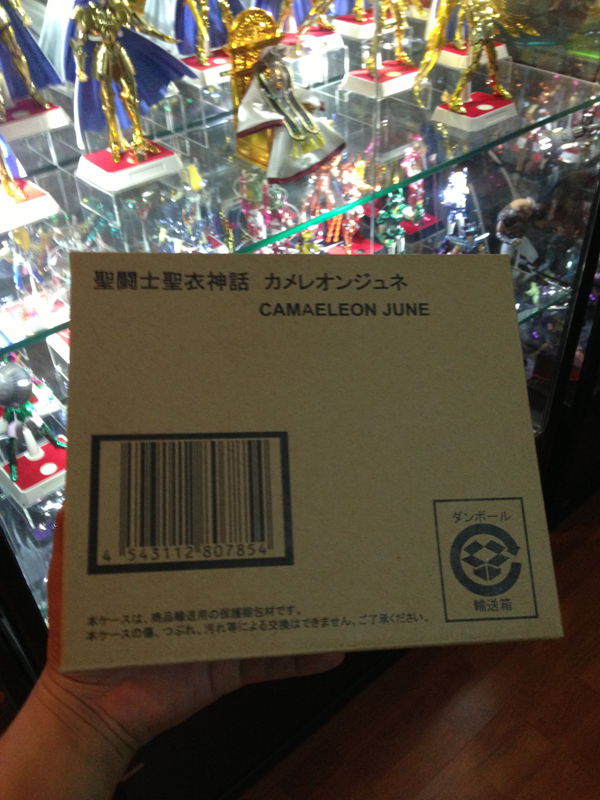 聖闘士聖衣神話 カメレオンジュネ
CAMAELEON JUNE
4 543112 807854
ダンボール
輸送箱
本ケースは、商品輸送用の保護梱包材です。
本ケースの傷、つぶれ、汚れ等による交換はできません。ご了承ください。